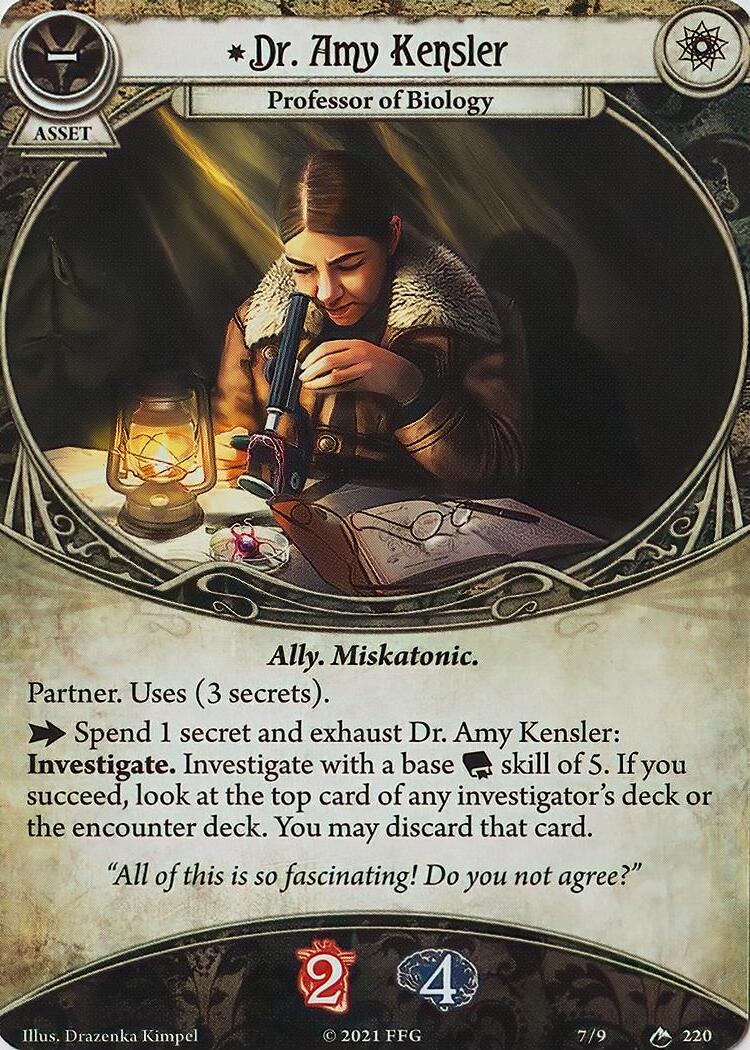 Dr. Amy Kensler
Professor of Biology
ASSET
Ally. Miskatonic.
Partner. Uses (3 secrets).
Spend 1 secret and exhaust Dr. Amy Kensler:
Investigate. Investigate with a base skill of 5. If you
succeed, look at the top card of any investigator's deck or
the encounter deck. You may discard that card.
"All of this is so fascinating! Do you not agree?"
2 4
Illus. Drazenka Kimpel © 2021 FFG 7/9 220